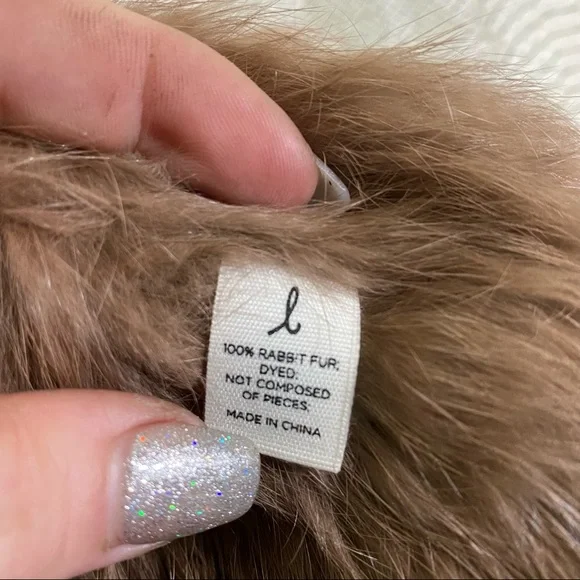 l
100% RABBIT FUR;
DYED;
NOT COMPOSED
OF PIECES;
MADE IN CHINA